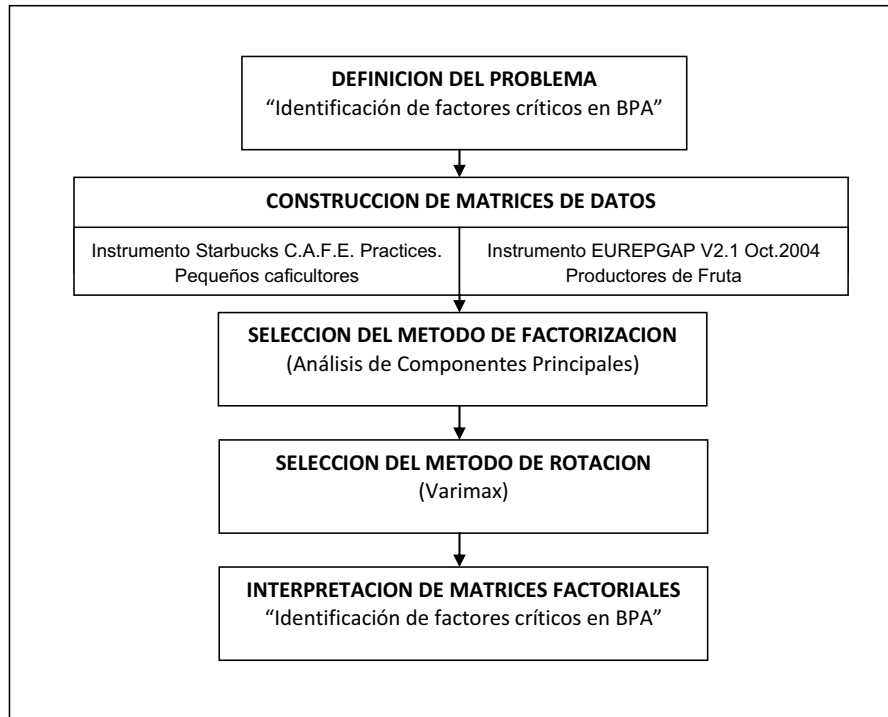 DEFINICION DEL PROBLEMA
“Identificación de factores críticos en BPA”
CONSTRUCCION DE MATRICES DE DATOS
Instrumento Starbucks C.A.F.E. Practices.
Pequeños caficultores
Instrumento EUREPGAP V2.1 Oct.2004
Productores de Fruta
SELECCION DEL METODO DE FACTORIZACION
(Análisis de Componentes Principales)
SELECCION DEL METODO DE ROTACION
(Varimax)
INTERPRETACION DE MATRICES FACTORIALES
“Identificación de factores críticos en BPA”